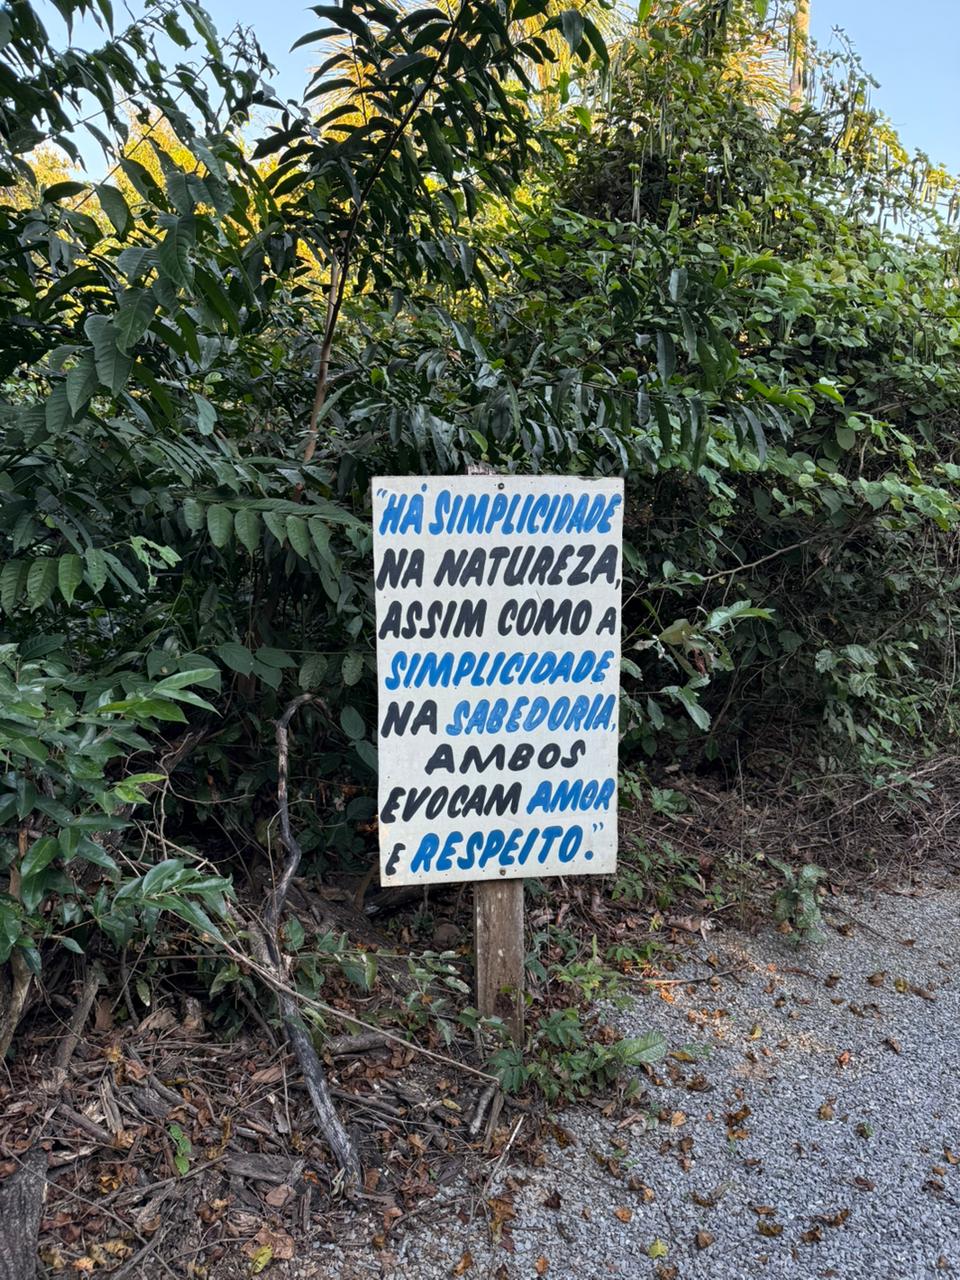 "HÁ SIMPLICIDADE
NA NATUREZA,
ASSIM COMO A
SIMPLICIDADE
NA SABEDORIA,
AMBOS
EVOCAM AMOR
E RESPEITO."